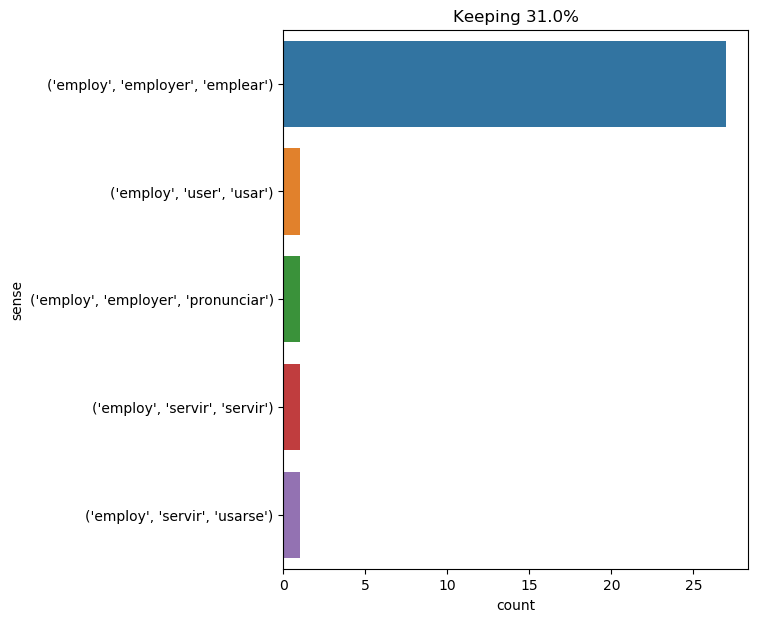 Keeping 31.0%
('employ', 'employer', 'emplear')
('employ', 'user', 'usar')
('employ', 'employer', 'pronunciar')
('employ', 'servir', 'servir')
('employ', 'servir', 'usarse')
sense
0 5 10 15 20 25
count